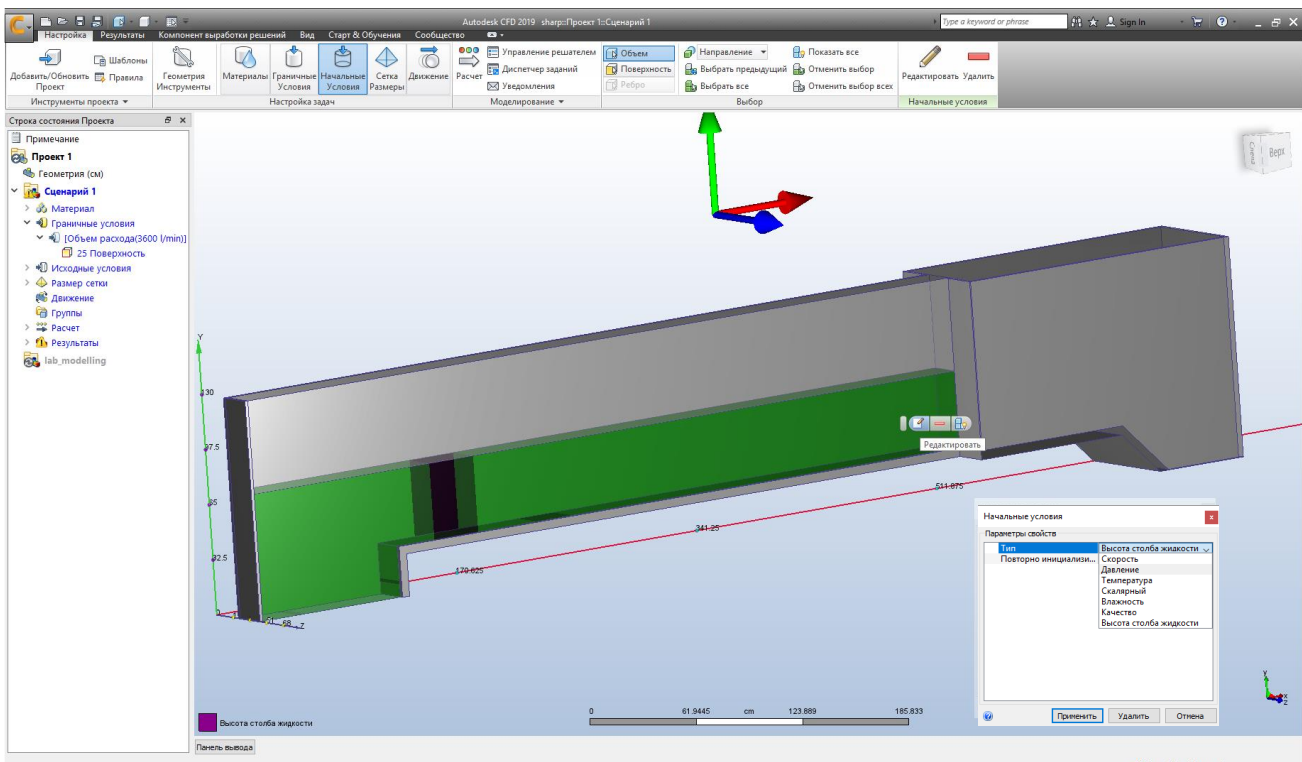 Autodesk CFD 2019 sharp::Проект 1::Сценарий 1
Type a keyword or phrase
Sign In
Настройка Результаты Компонент выработки решений Вид Старт & Обучения Сообщество
Добавить/Обновить
Проект
Шаблоны
Правила
Геометрия
Инструменты
Материалы
Граничные
Условия
Начальные
Условия
Сетка
Размеры
Движение
Расчет
Управление решателем
Диспетчер заданий
Уведомления
Объем
Поверхность
Ребро
Направление
Выбрать предыдущий
Выбрать все
Показать все
Отменить выбор
Отменить выбор всех
Редактировать Удалить
Инструменты проекта
Настройка задач
Моделирование
Выбор
Начальные условия
Строка состояния Проекта
Примечание
Проект 1
Геометрия (см)
Сценарий 1
Материал
Граничные условия
[Объем расхода(3600 l/min)]
25 Поверхность
Исходные условия
Размер сетки
Движение
Группы
Расчет
Результаты
lab_modelling
Верх
Y
130
97.5
65
32.5
Z
170.625
341.25
511.875
Редактировать
Начальные условия
Параметры свойств
Тип Высота столба жидкости
Повторно инициализи...
Скорость
Давление
Температура
Скалярный
Влажность
Качество
Высота столба жидкости
Применить Удалить Отмена
Высота столба жидкости
0 61.9445 cm 123.889 185.833
Панель вывода